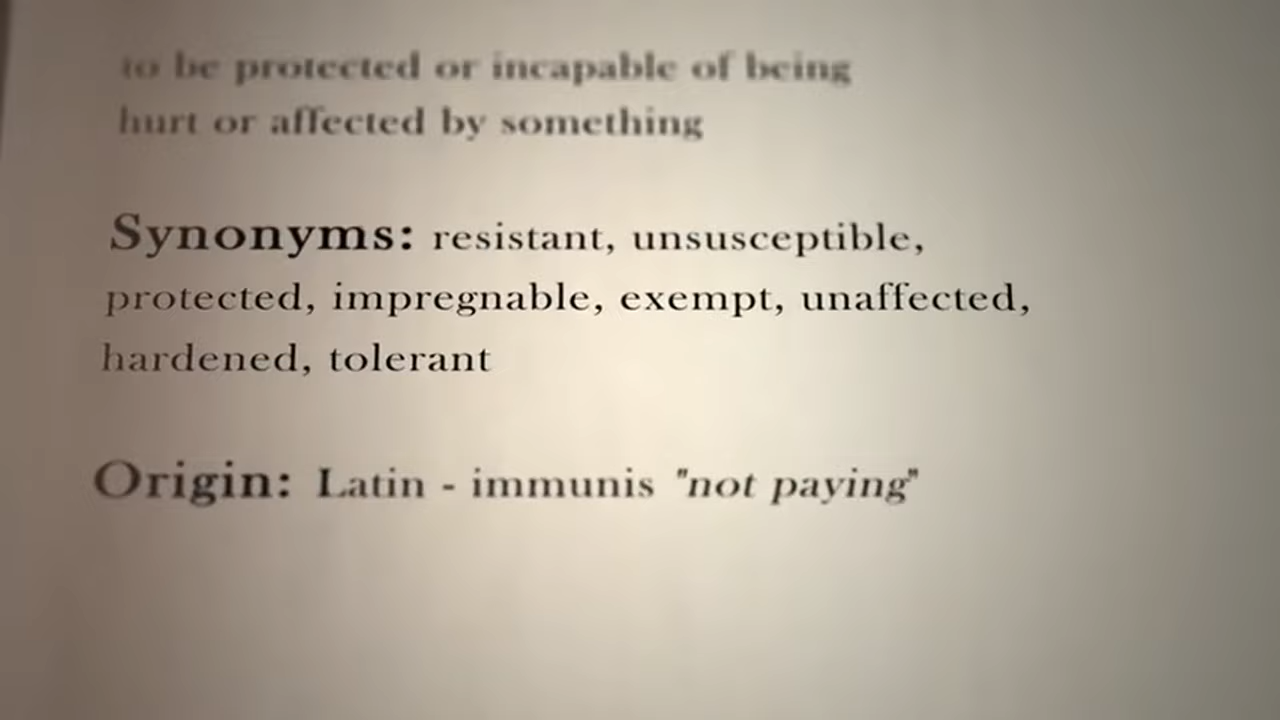 to be protected or incapable of being
hurt or affected by something
Synonyms: resistant, unsusceptible,
protected, impregnable, exempt, unaffected,
hardened, tolerant
Origin: Latin - immunis "not paying"